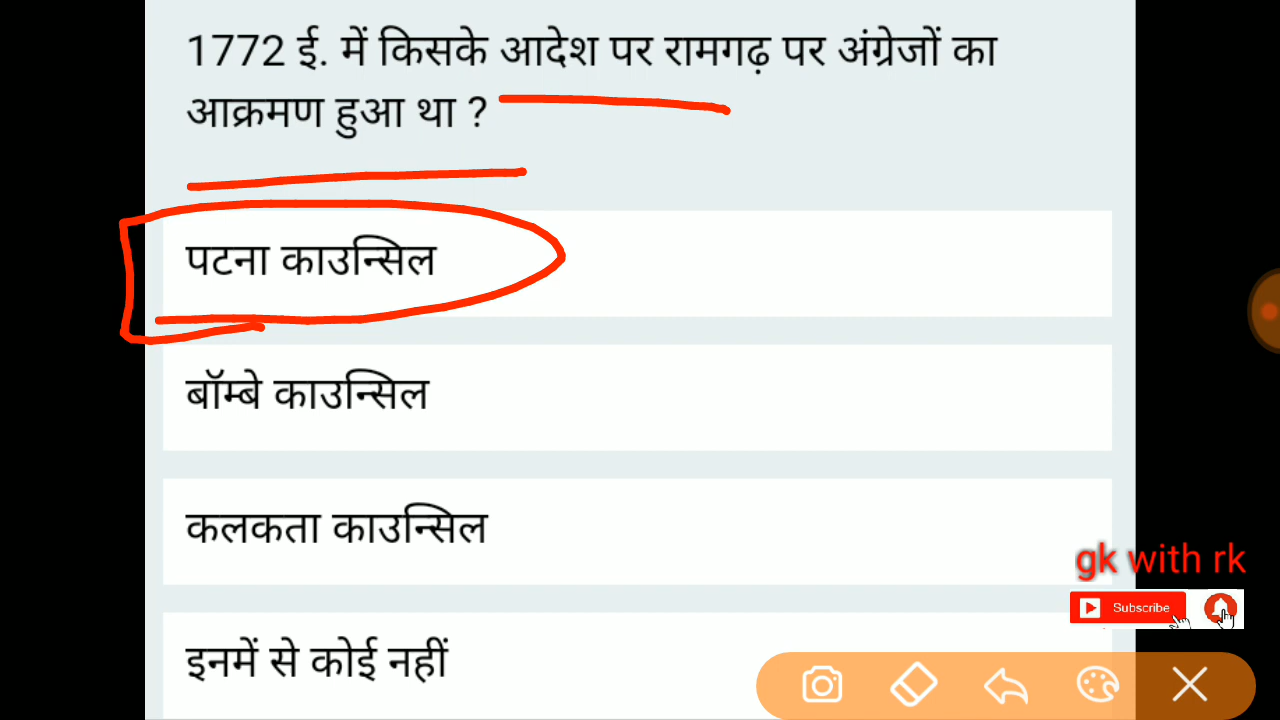 1772 ई. में किसके आदेश पर रामगढ़ पर अंग्रेजों का
आक्रमण हुआ था ?
पटना काउन्सिल
बॉम्बे काउन्सिल
कलकता काउन्सिल
इनमें से कोई नहीं
gk with rk
Subscribe